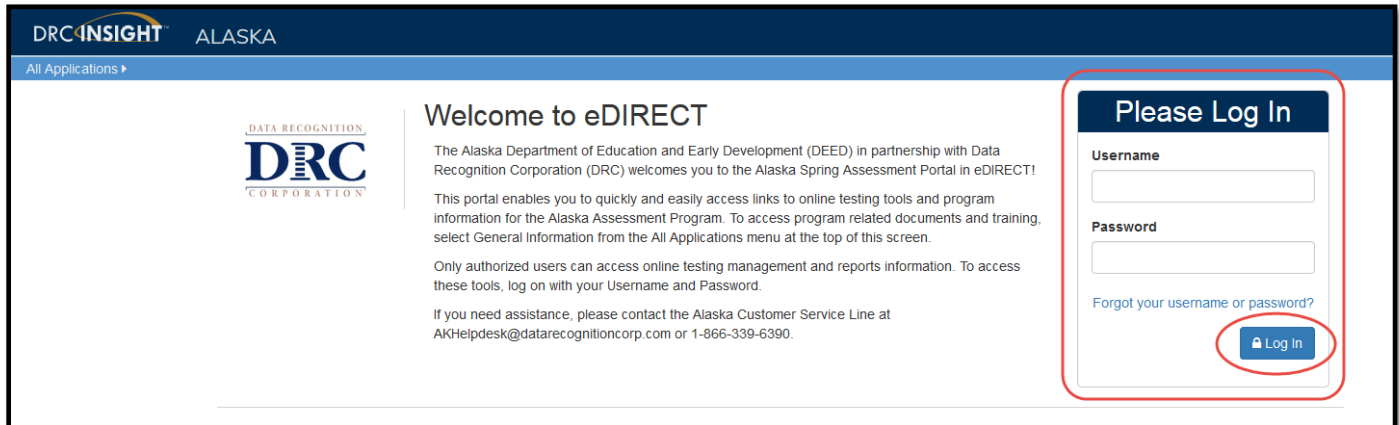 DRC INSIGHT™ ALASKA
All Applications
DATA RECOGNITION
DRC
CORPORATION
Welcome to eDIRECT
The Alaska Department of Education and Early Development (DEED) in partnership with Data
Recognition Corporation (DRC) welcomes you to the Alaska Spring Assessment Portal in eDIRECT!
This portal enables you to quickly and easily access links to online testing tools and program
information for the Alaska Assessment Program. To access program related documents and training,
select General Information from the All Applications menu at the top of this screen.
Only authorized users can access online testing management and reports information. To access
these tools, log on with your Username and Password.
If you need assistance, please contact the Alaska Customer Service Line at
AKHelpdesk@datarecognitioncorp.com or 1-866-339-6390.
Please Log In
Username
Password
Forgot your username or password?
Log In